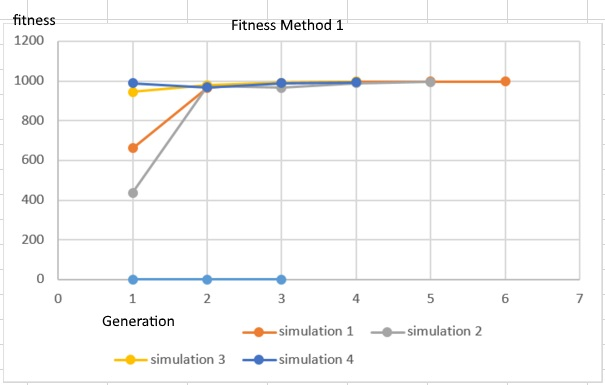 fitness
Fitness Method 1
1200
1000
800
600
400
200
0
0 1 2 3 4 5 6 7
Generation
simulation 1 simulation 2
simulation 3 simulation 4